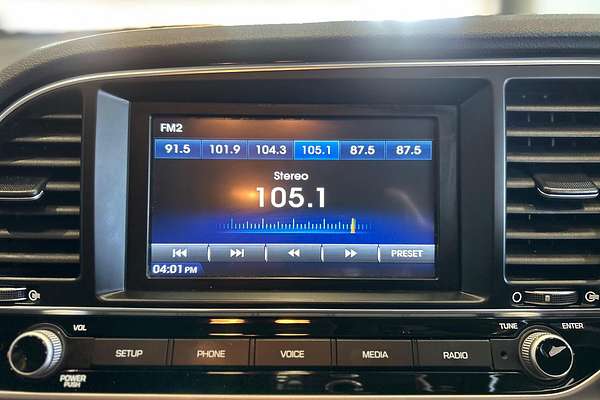 FM2
91.5 101.9 104.3 105.1 87.5 87.5
Stereo
105.1
PRESET
04:01 PM
VOL
TUNE ENTER
SETUP PHONE VOICE MEDIA RADIO
POWER
PUSH